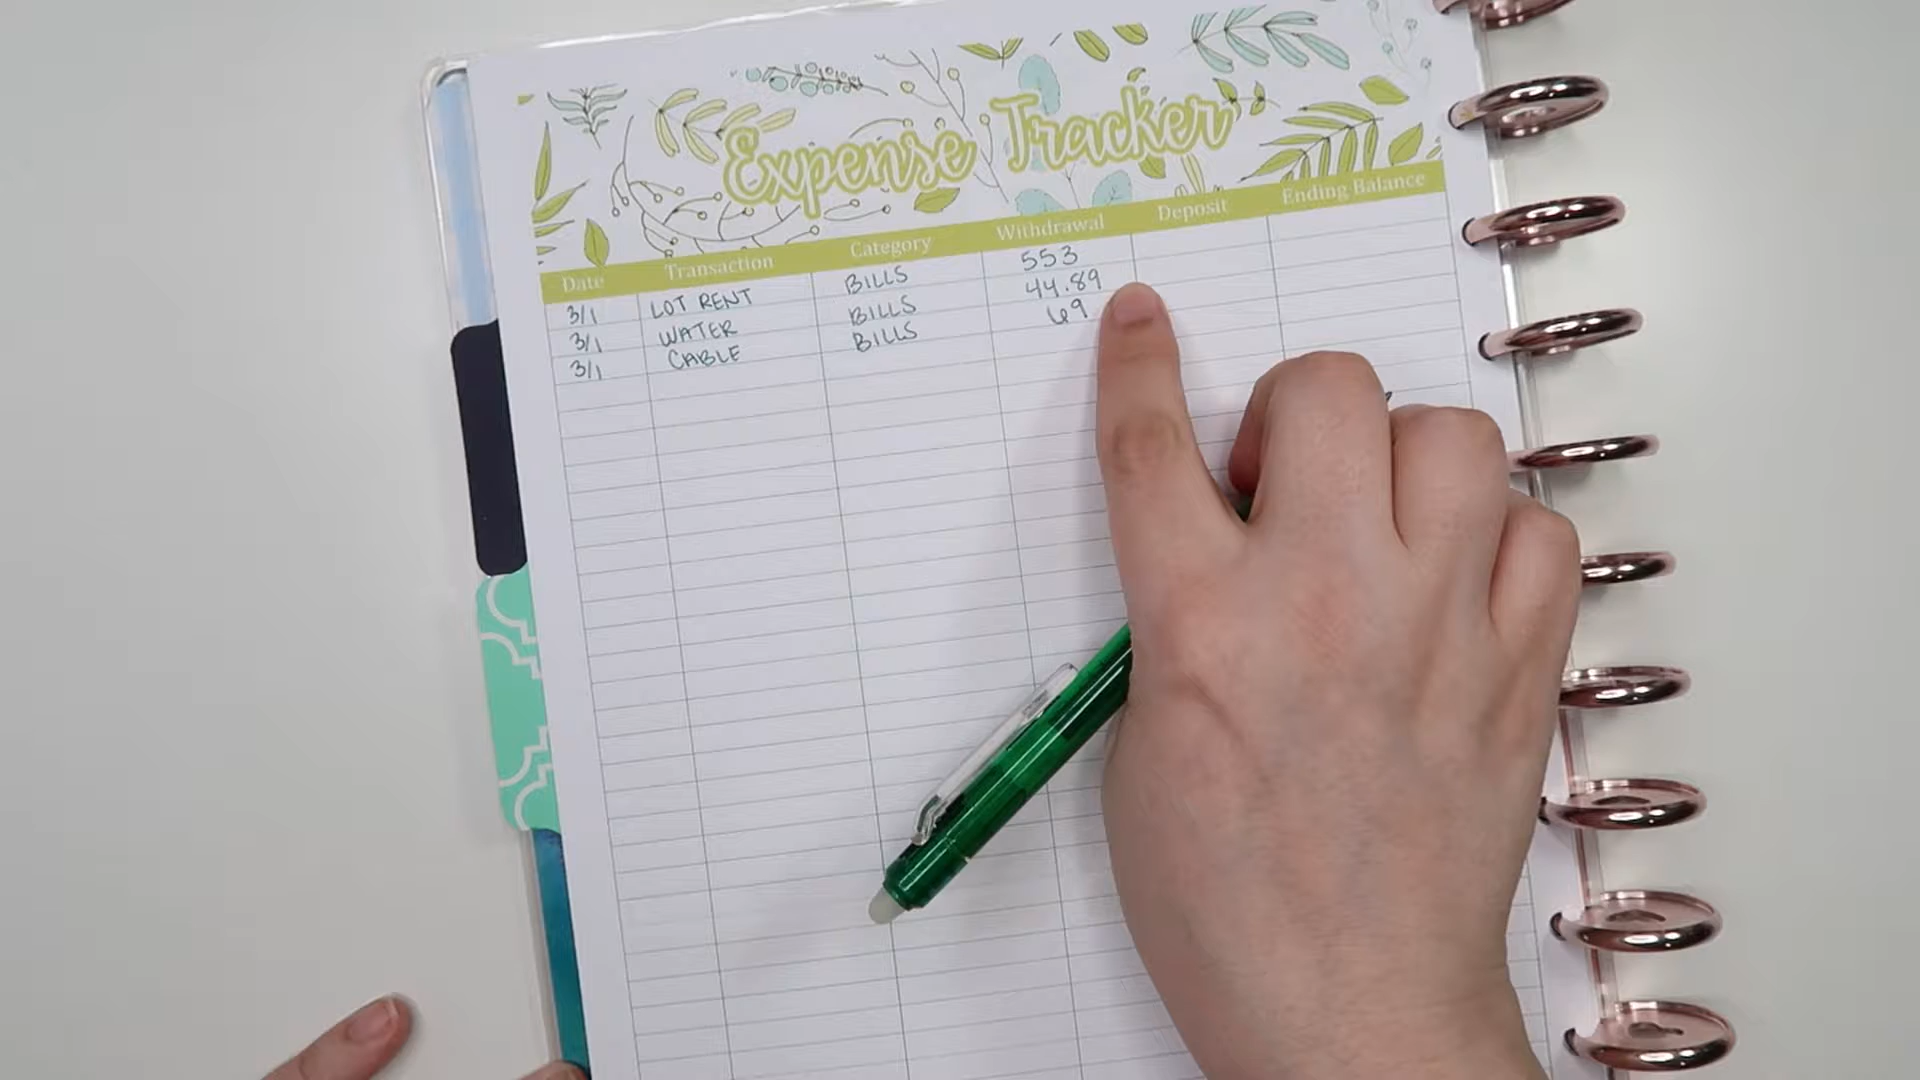 Expense Tracker
Date Transaction Category Withdrawal Deposit Ending Balance
3/1 LOT RENT BILLS 553
3/1 WATER BILLS 44.89
3/1 CABLE BILLS 69